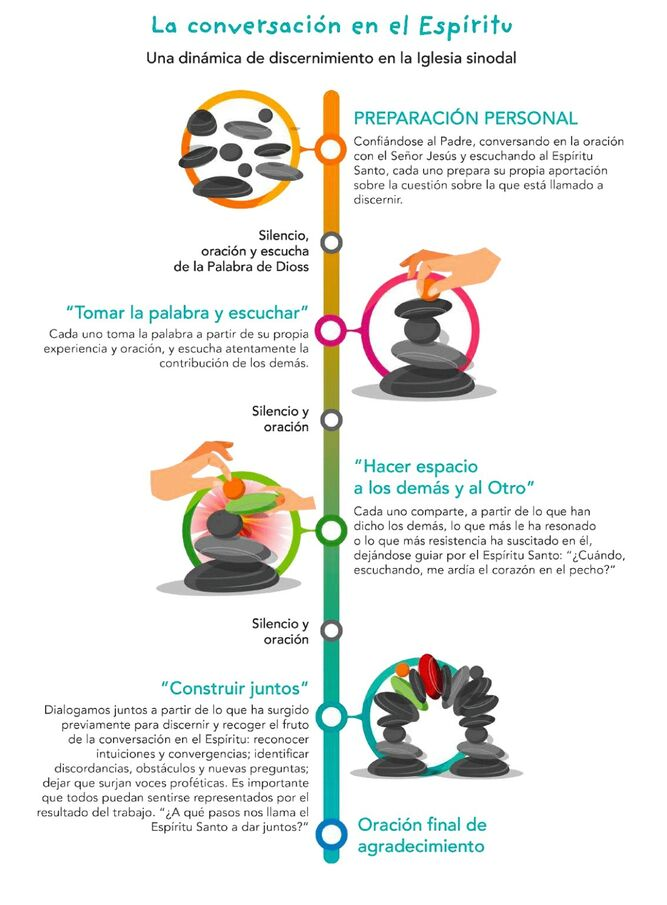 La conversación en el Espíritu
Una dinámica de discernimiento en la Iglesia sinodal
PREPARACIÓN PERSONAL
Confiándose al Padre, conversando en la oración
con el Señor Jesús y escuchando al Espíritu
Santo, cada uno prepara su propia aportación
sobre la cuestión sobre la que está llamado a
discernir.
Silencio,
oración y escucha
de la Palabra de Dioss
“Tomar la palabra y escuchar”
Cada uno toma la palabra a partir de su propia
experiencia y oración, y escucha atentamente la
contribución de los demás.
Silencio y
oración
“Hacer espacio
a los demás y al Otro”
Cada uno comparte, a partir de lo que han
dicho los demás, lo que más le ha resonado
o lo que más resistencia ha suscitado en él,
dejándose guiar por el Espíritu Santo: “¿Cuándo,
escuchando, me ardía el corazón en el pecho?”
Silencio y
oración
“Construir juntos”
Dialogamos juntos a partir de lo que ha surgido
previamente para discernir y recoger el fruto
de la conversación en el Espíritu: reconocer
intuiciones y convergencias; identificar
discordancias, obstáculos y nuevas preguntas;
dejar que surjan voces proféticas. Es importante
que todos puedan sentirse representados por el
resultado del trabajo. “¿A qué pasos nos llama el
Espíritu Santo a dar juntos?”
Oración final de
agradecimiento